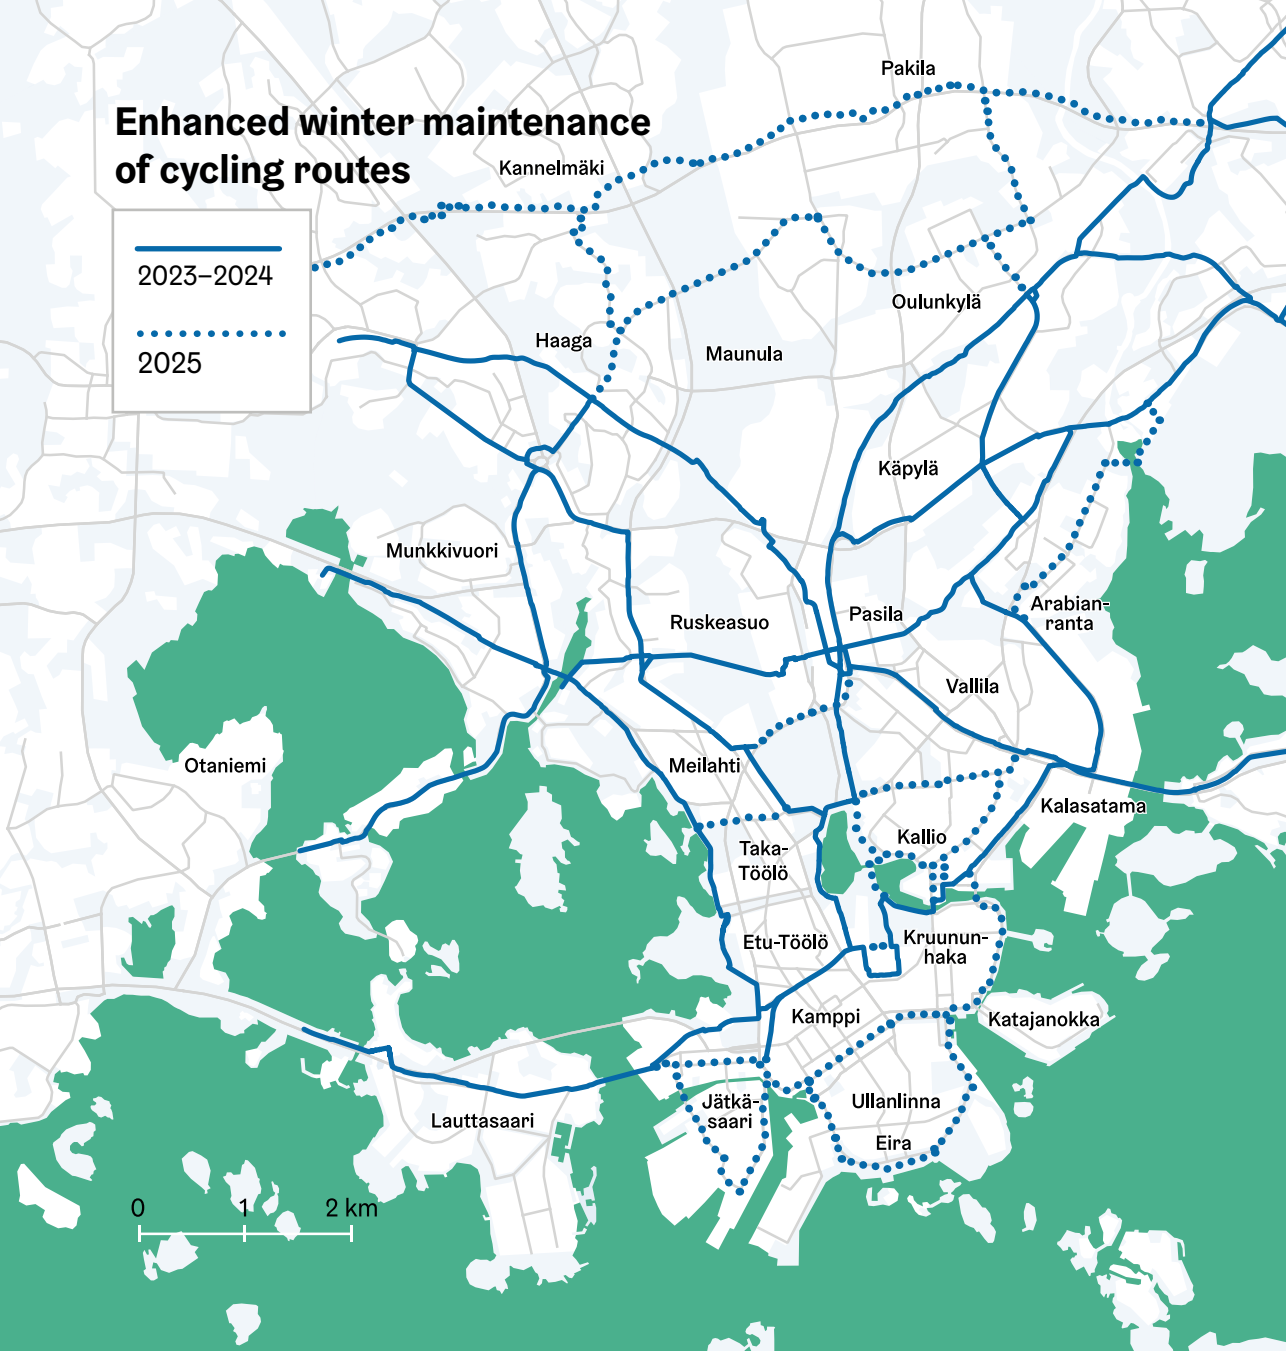 Pakila
Enhanced winter maintenance
of cycling routes
Kannelmäki
2023–2024
2025
Oulunkylä
Haaga
Maunula
Käpylä
Munkkivuori
Arabian-
ranta
Pasila
Ruskeasuo
Vallila
Otaniemi
Meilahti
Kalasatama
Kallio
Taka-
Töölö
Etu-Töölö
Kruunun-
haka
Kamppi
Katajanokka
Jätkä-
saari
Ullanlinna
Lauttasaari
Eira
0 1 2 km